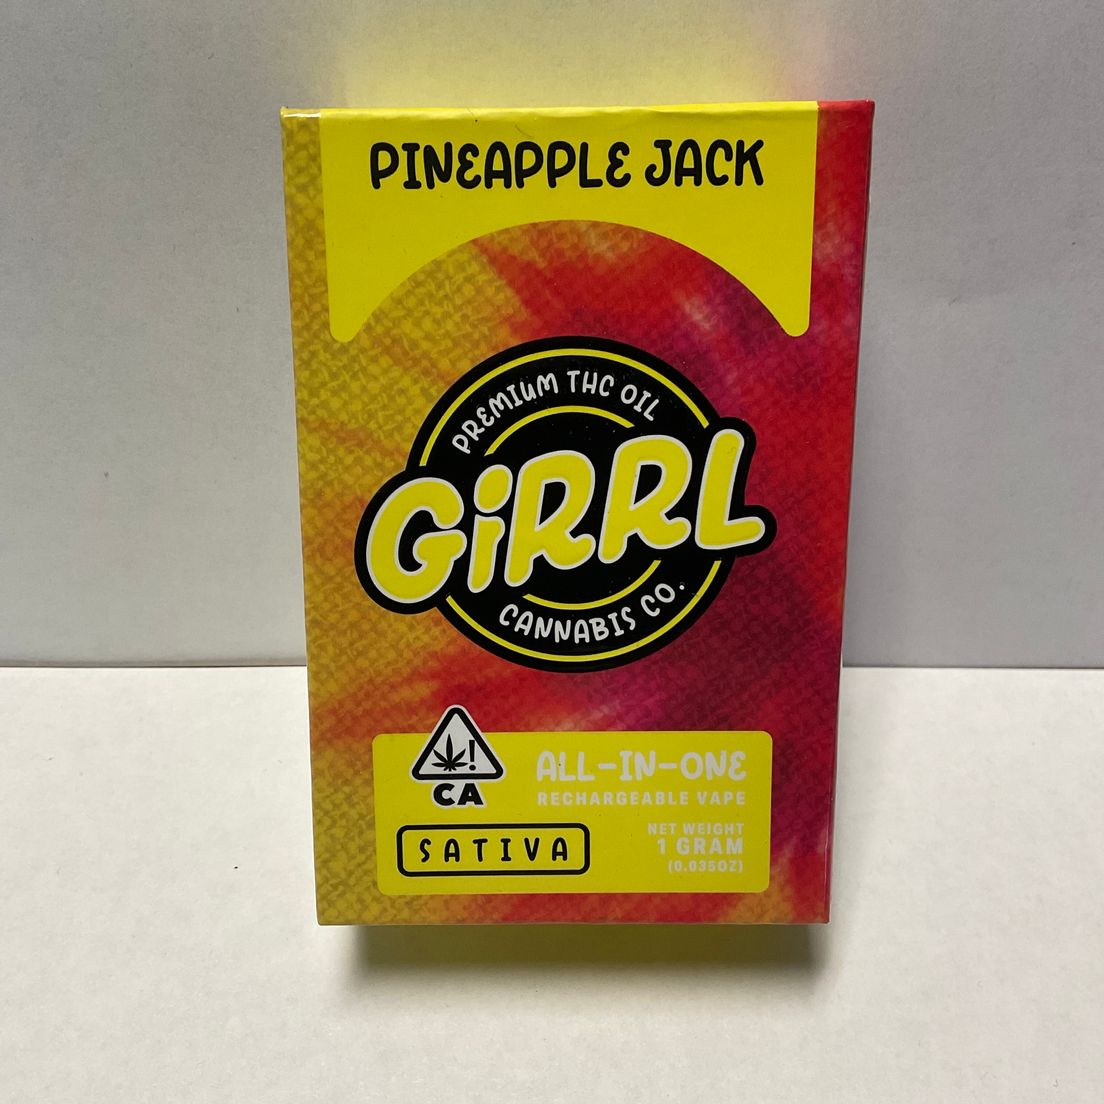 PINEAPPLE JACK
PREMIUM THC OIL
GiRRL
CANNABIS CO.
!
CA
ALL-IN-ONE
RECHARGEABLE VAPE
SATIVA
NET WEIGHT
1 GRAM
(0.035OZ)